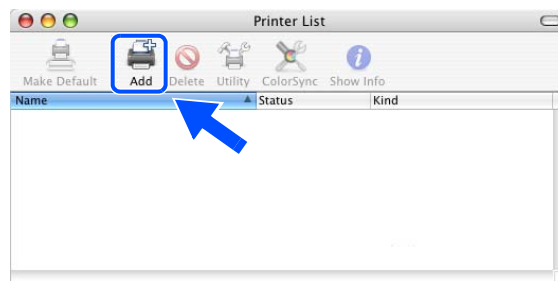 Printer List
Make Default Add Delete Utility ColorSync Show Info
Name Status Kind